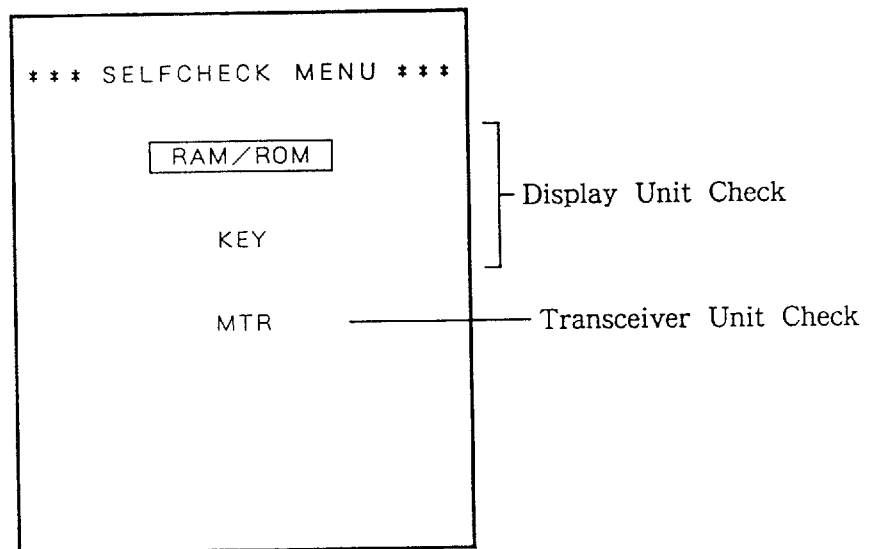 *** SELFCHECK MENU ***
RAM/ROM
Display Unit Check
KEY
MTR
Transceiver Unit Check